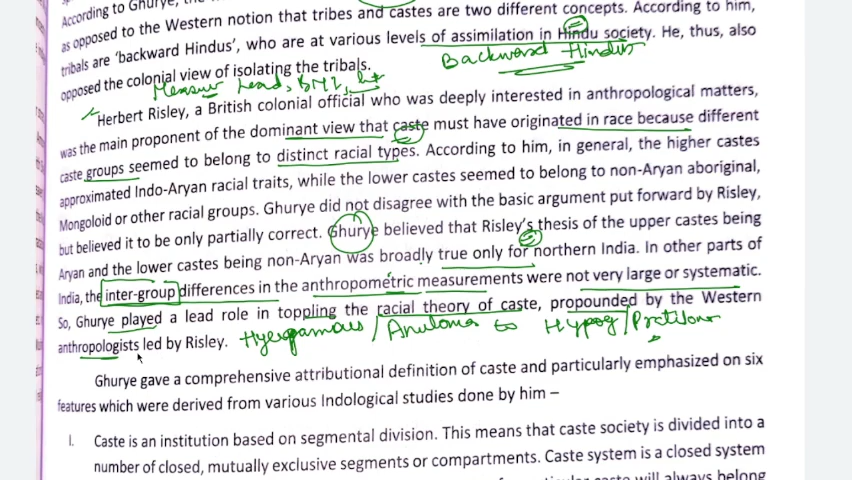 According to Ghurye, the
as opposed to the Western notion that tribes and castes are two different concepts. According to him,
tribals are 'backward Hindus', who are at various levels of assimilation in Hindu society. He, thus, also
Backward Hindus
opposed the colonial view of isolating the tribals.
Measure head,
Herbert Risley, a British colonial official who was deeply interested in anthropological matters,
was the main proponent of the dominant view that caste must have originated in race because different
caste groups seemed to belong to distinct racial types. According to him, in general, the higher castes
approximated Indo-Aryan racial traits, while the lower castes seemed to belong to non-Aryan aboriginal,
Mongoloid or other racial groups. Ghurye did not disagree with the basic argument put forward by Risley,
but believed it to be only partially correct. Ghurye believed that Risley's thesis of the upper castes being
Aryan and the lower castes being non-Aryan was broadly true only for northern India. In other parts of
India, the inter-group differences in the anthropometric measurements were not very large or systematic.
So, Ghurye played a lead role in toppling the racial theory of caste, propounded by the Western
anthropologists led by Risley.
Anuloma to Hypog/
Ghurye gave a comprehensive attributional definition of caste and particularly emphasized on six
features which were derived from various Indological studies done by him –
I. Caste is an institution based on segmental division. This means that caste society is divided into a
number of closed, mutually exclusive segments or compartments. Caste system is a closed system
caste will always belong